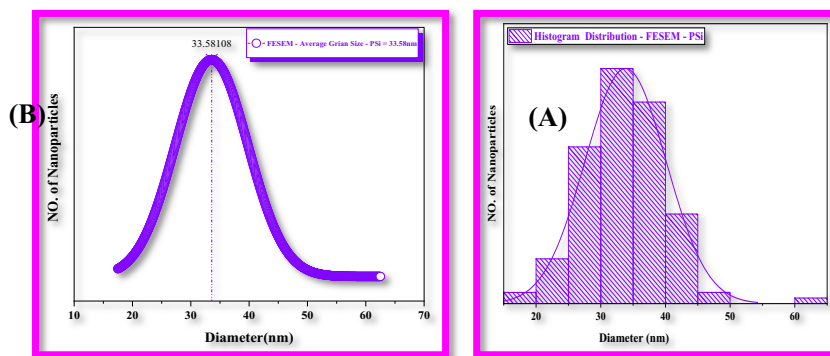 33.58108
FESEM - Average Grian Size - PSi = 33.58nm
(B)
NO. of Nanoparticles
10 20 30 40 50 60 70
Diameter(nm)
Histogram Distribution - FESEM - PSi
(A)
NO. of Nanoparticles
20 30 40 50 60
Diameter (nm)